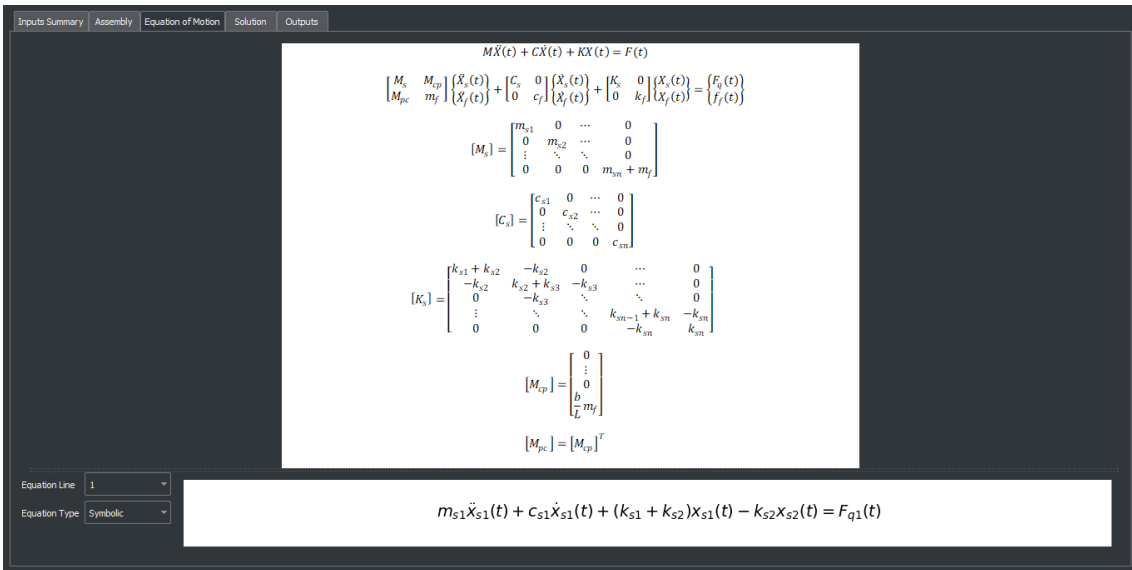 Inputs Summary Assembly Equation of Motion Solution Outputs
MẌ(t) + CẊ(t) + KX(t) = F(t)
[M_s M_cp; M_pc m_f]{Ẍ_s(t); Ẍ_f(t)} + [C_s 0; 0 c_f]{Ẋ_s(t); Ẋ_f(t)} + [K_s 0; 0 k_f]{X_s(t); X_f(t)} = {F_q(t); f_f(t)}
[M_s] = [m_s1 0 ⋯ 0; 0 m_s2 ⋯ 0; ⋮ ⋱ ⋱ 0; 0 0 0 m_sn + m_f]
[C_s] = [c_s1 0 ⋯ 0; 0 c_s2 ⋯ 0; ⋮ ⋱ ⋱ 0; 0 0 0 c_sn]
[K_s] = [k_s1 + k_s2 −k_s2 0 ⋯ 0; −k_s2 k_s2 + k_s3 −k_s3 ⋯ 0; 0 −k_s3 ⋱ ⋱ 0; ⋮ ⋱ ⋱ k_sn−1 + k_sn −k_sn; 0 0 0 −k_sn k_sn]
[M_cp] = [0; ⋮; 0; b/L m_f]
[M_pc] = [M_cp]^T
Equation Line 1
Equation Type Symbolic
m_s1ẍ_s1(t) + c_s1ẋ_s1(t) + (k_s1 + k_s2)x_s1(t) − k_s2x_s2(t) = F_q1(t)